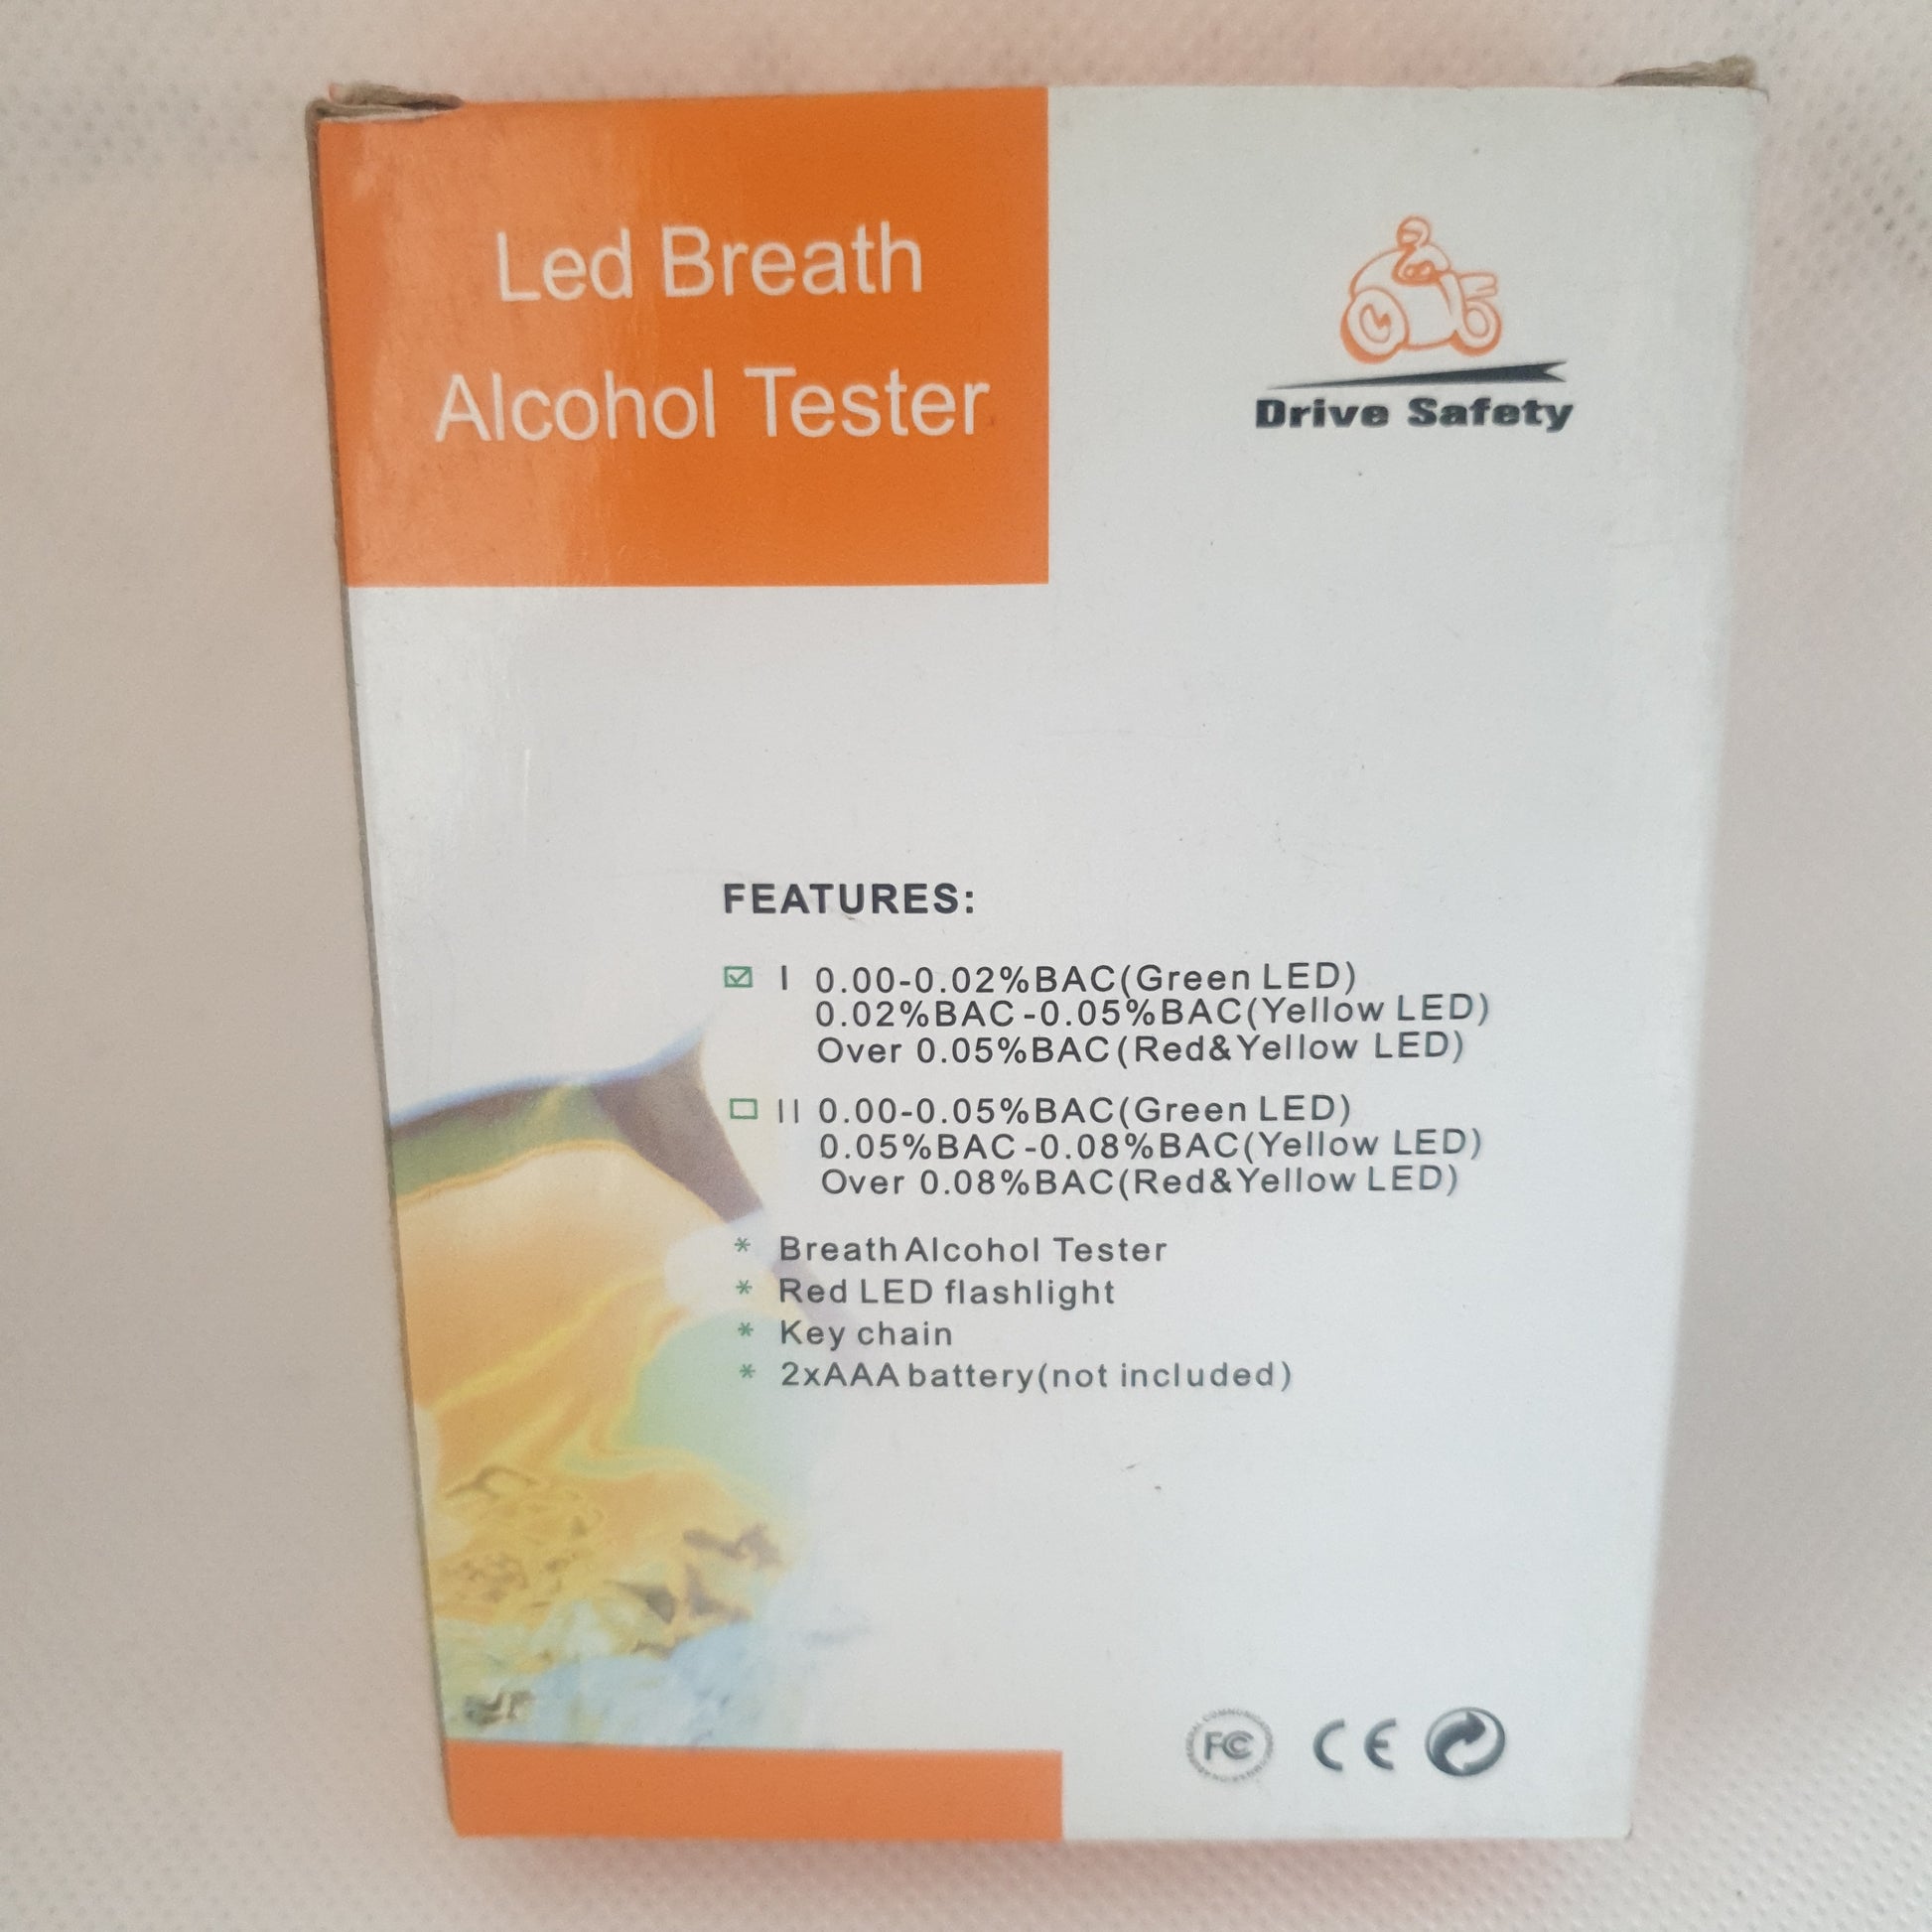 Led Breath
Alcohol Tester
Drive Safety
FEATURES:
I 0.00-0.02%BAC(Green LED)
0.02%BAC-0.05%BAC(Yellow LED)
Over 0.05%BAC(Red&Yellow LED)
II 0.00-0.05%BAC(Green LED)
0.05%BAC-0.08%BAC(Yellow LED)
Over 0.08%BAC(Red&Yellow LED)
* Breath Alcohol Tester
* Red LED flashlight
* Key chain
* 2xAAA battery(not included)
FC CE